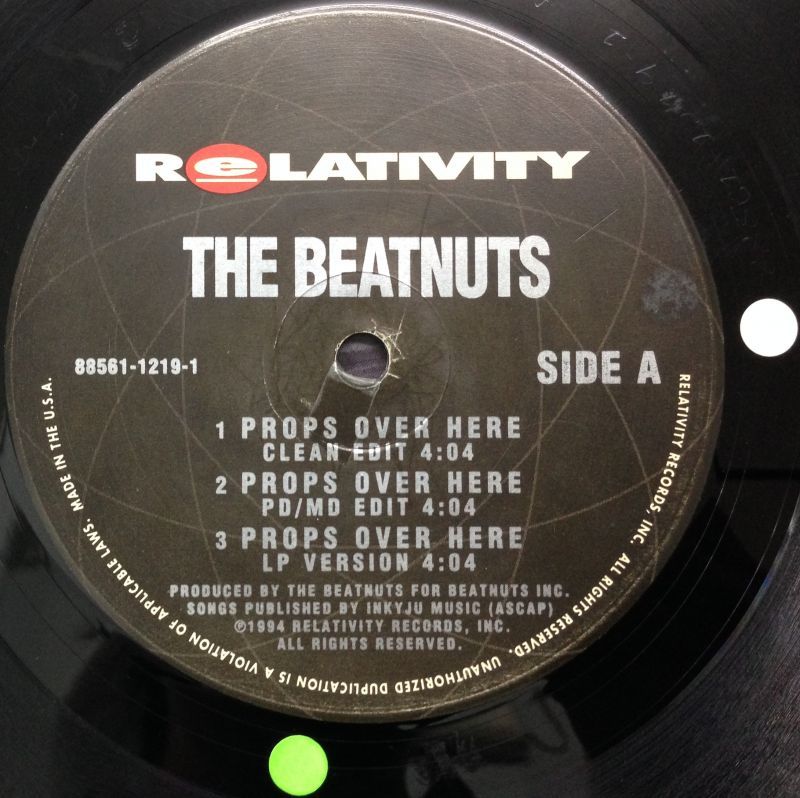 RELATIVITY
THE BEATNUTS
88561-1219-1
SIDE A
1 PROPS OVER HERE
CLEAN EDIT 4:04
2 PROPS OVER HERE
PD/MD EDIT 4:04
3 PROPS OVER HERE
LP VERSION 4:04
PRODUCED BY THE BEATNUTS FOR BEATNUTS INC.
SONGS PUBLISHED BY INKYJU MUSIC (ASCAP)
℗1994 RELATIVITY RECORDS, INC.
ALL RIGHTS RESERVED.
RELATIVITY RECORDS, INC. ALL RIGHTS RESERVED. UNAUTHORIZED DUPLICATION IS A VIOLATION OF APPLICABLE LAWS. MADE IN THE U.S.A.